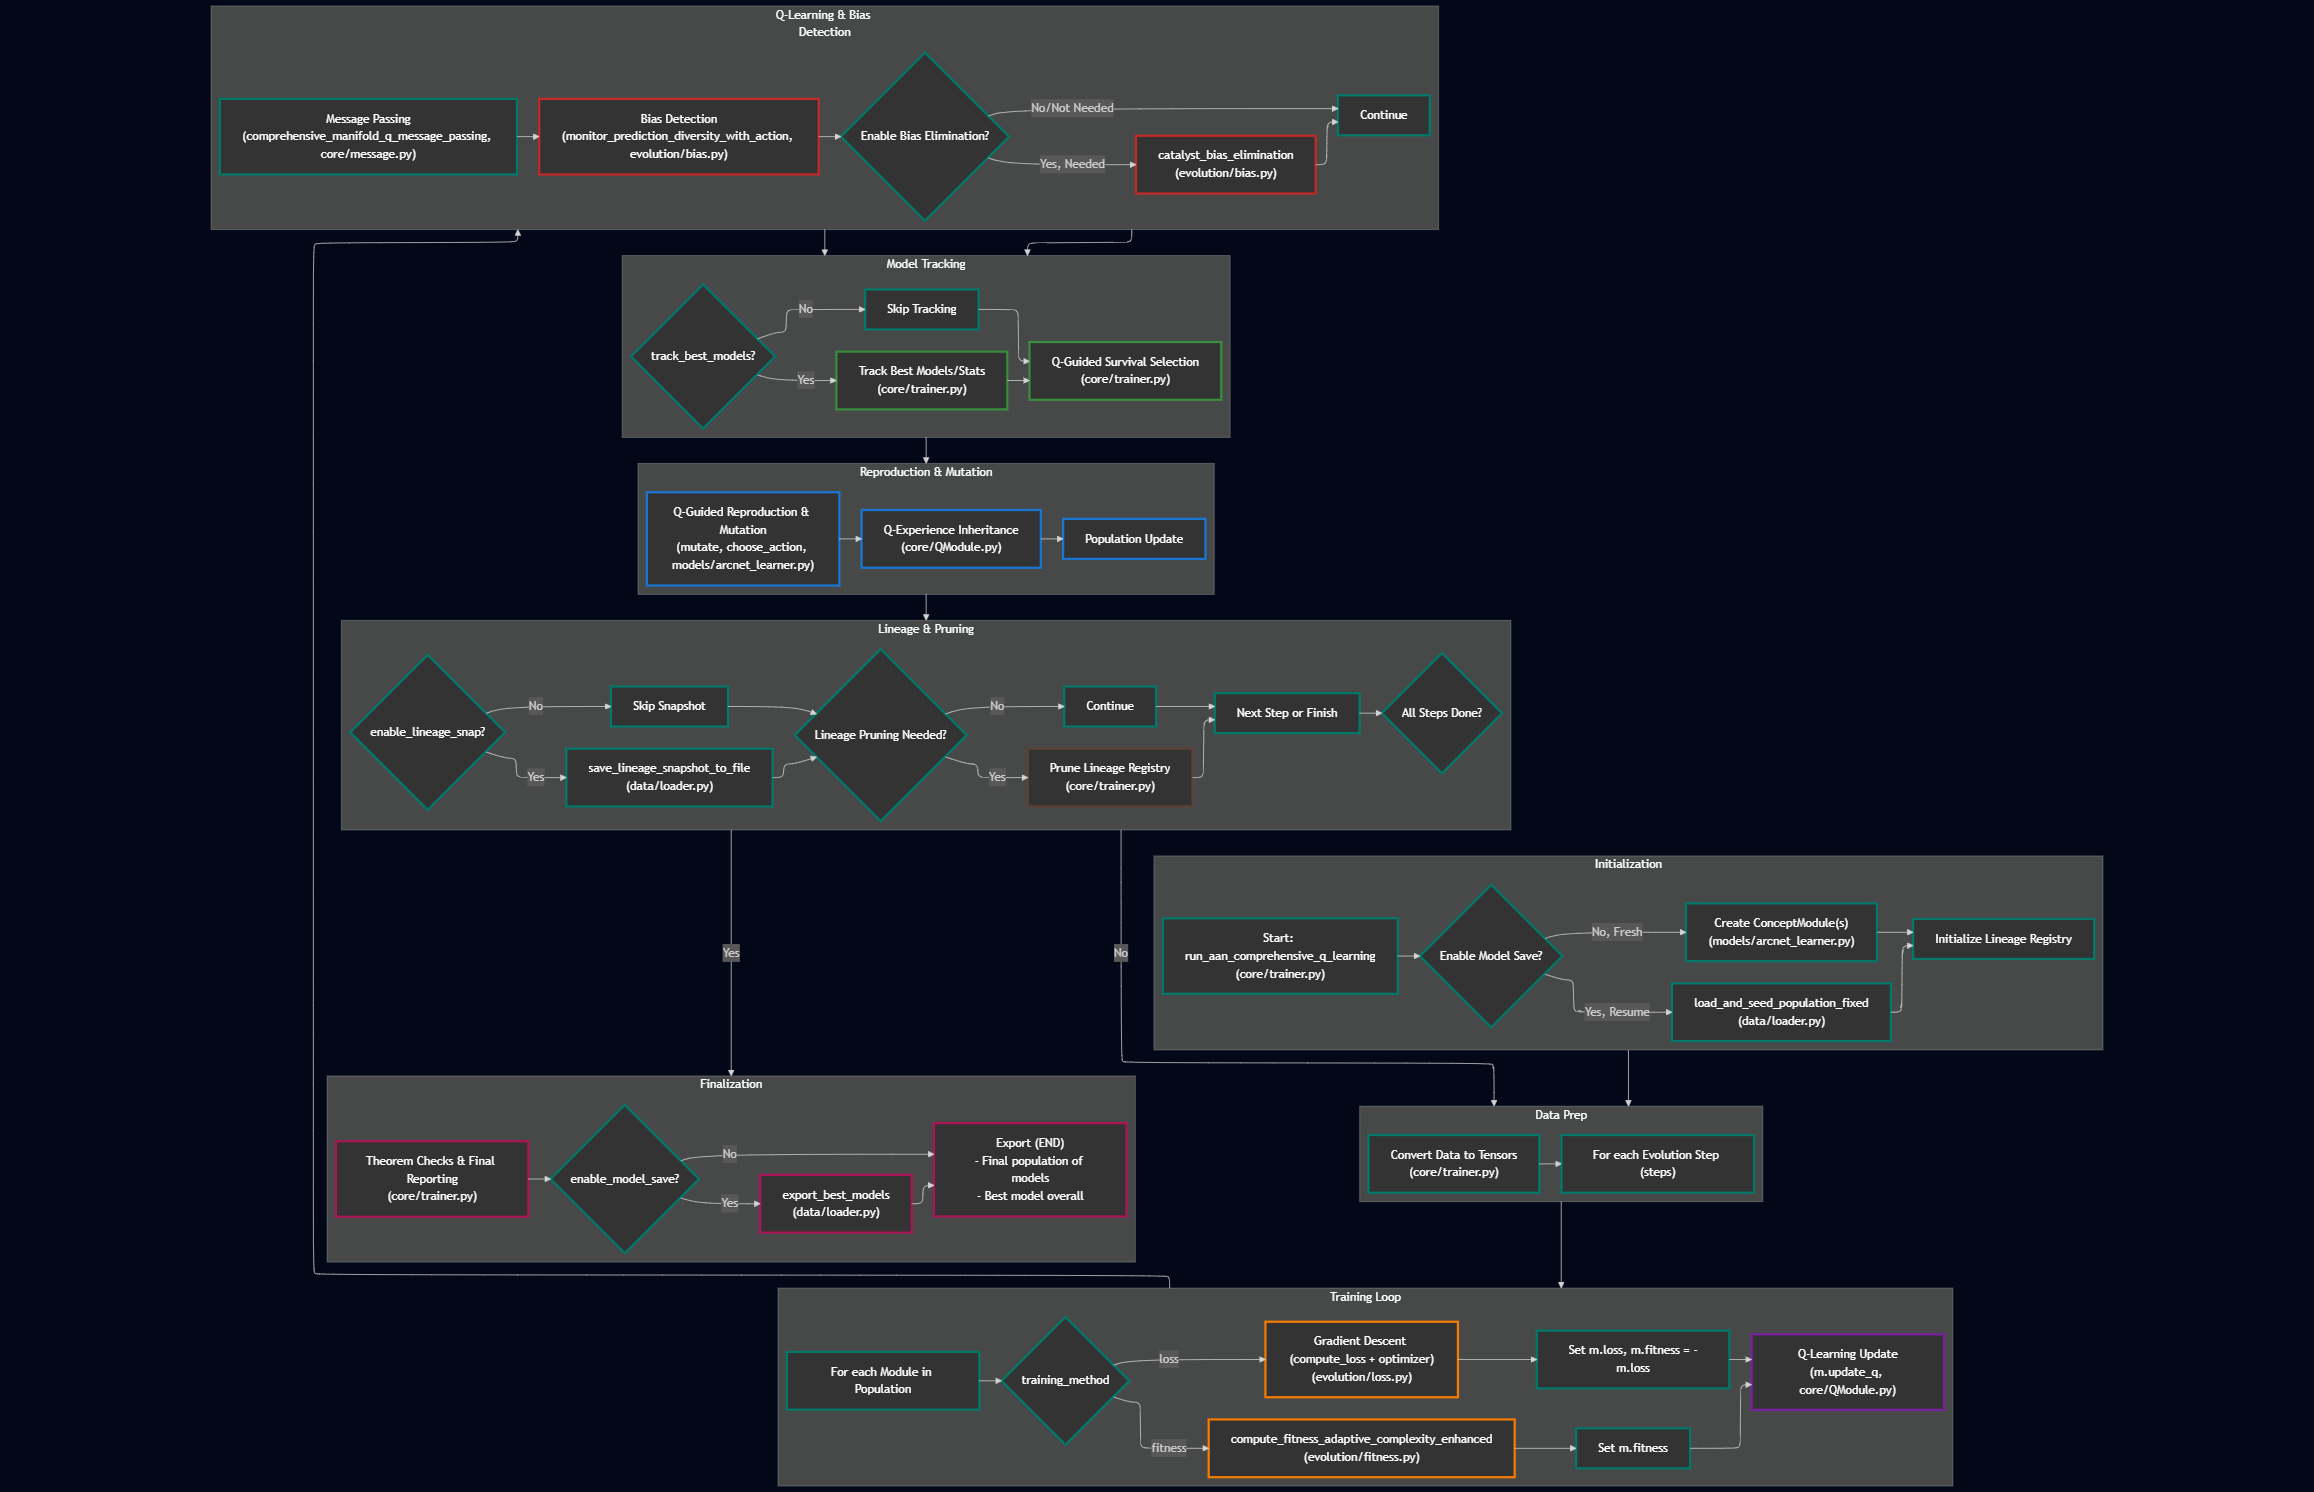 Q-Learning & Bias
Detection
Message Passing
(comprehensive_manifold_q_message_passing,
core/message.py)
Bias Detection
(monitor_prediction_diversity_with_action,
evolution/bias.py)
Enable Bias Elimination?
No/Not Needed
Yes, Needed
catalyst_bias_elimination
(evolution/bias.py)
Continue
Model Tracking
track_best_models?
No
Yes
Skip Tracking
Track Best Models/Stats
(core/trainer.py)
Q-Guided Survival Selection
(core/trainer.py)
Reproduction & Mutation
Q-Guided Reproduction &
Mutation
(mutate, choose_action,
models/arcnet_learner.py)
Q-Experience Inheritance
(core/QModule.py)
Population Update
Lineage & Pruning
enable_lineage_snap?
No
Yes
Skip Snapshot
save_lineage_snapshot_to_file
(data/loader.py)
Lineage Pruning Needed?
No
Yes
Continue
Prune Lineage Registry
(core/trainer.py)
Next Step or Finish
All Steps Done?
Yes
No
Initialization
Start:
run_aan_comprehensive_q_learning
(core/trainer.py)
Enable Model Save?
No, Fresh
Yes, Resume
Create ConceptModule(s)
(models/arcnet_learner.py)
load_and_seed_population_fixed
(data/loader.py)
Initialize Lineage Registry
Finalization
Theorem Checks & Final
Reporting
(core/trainer.py)
enable_model_save?
No
Yes
export_best_models
(data/loader.py)
Export (END)
- Final population of
models
- Best model overall
Data Prep
Convert Data to Tensors
(core/trainer.py)
For each Evolution Step
(steps)
Training Loop
For each Module in
Population
training_method
loss
fitness
Gradient Descent
(compute_loss + optimizer)
(evolution/loss.py)
compute_fitness_adaptive_complexity_enhanced
(evolution/fitness.py)
Set m.loss, m.fitness = -
m.loss
Set m.fitness
Q-Learning Update
(m.update_q,
core/QModule.py)